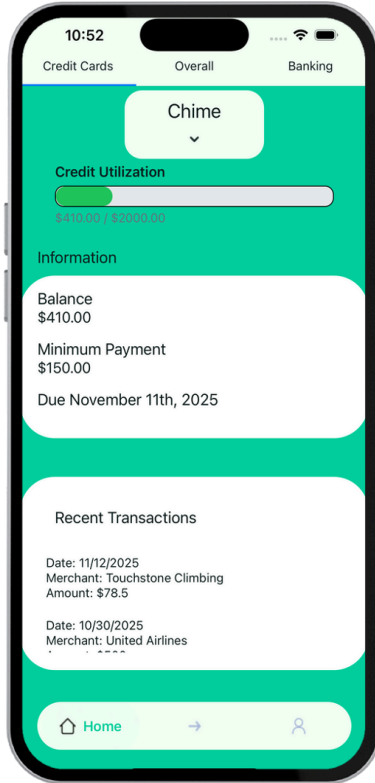 10:52
Credit Cards Overall Banking
Chime
Credit Utilization
$410.00 / $2000.00
Information
Balance
$410.00
Minimum Payment
$150.00
Due November 11th, 2025
Recent Transactions
Date: 11/12/2025
Merchant: Touchstone Climbing
Amount: $78.5
Date: 10/30/2025
Merchant: United Airlines
Home